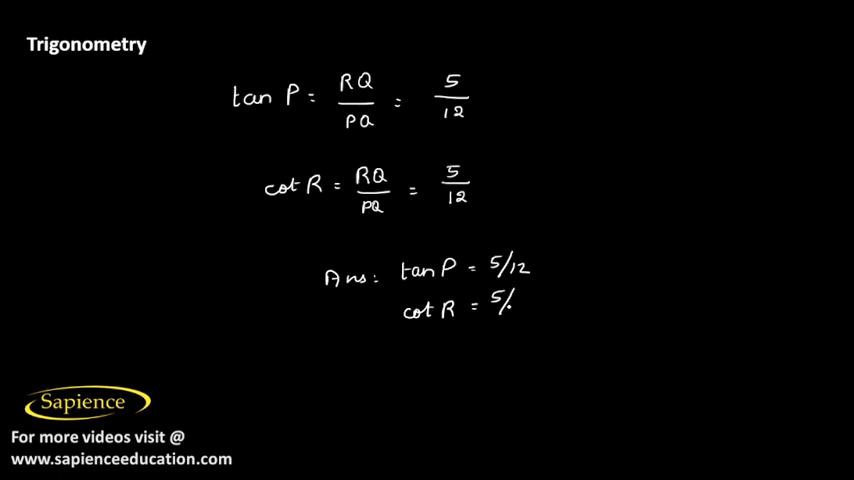 Trigonometry
tan P = RQ/PQ = 5/12
cot R = RQ/PQ = 5/12
Ans: tan P = 5/12
cot R = 5/
Sapience
For more videos visit @
www.sapienceeducation.com